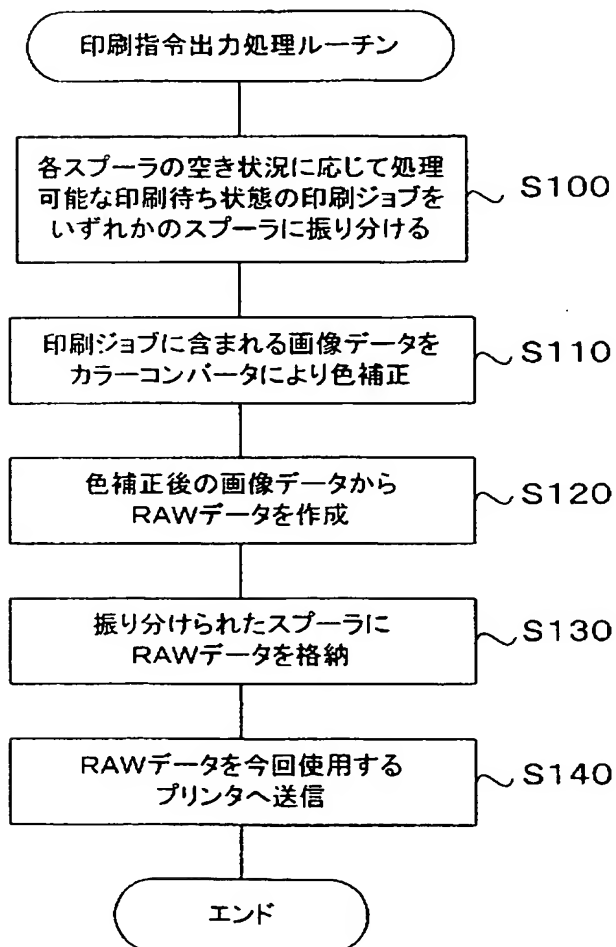 印刷指令出力処理ルーチン
各スプーラの空き状況に応じて処理
可能な印刷待ち状態の印刷ジョブを
いずれかのスプーラに振り分ける
S100
印刷ジョブに含まれる画像データを
カラーコンバータにより色補正
S110
色補正後の画像データから
RAWデータを作成
S120
振り分けられたスプーラに
RAWデータを格納
S130
RAWデータを今回使用する
プリンタへ送信
S140
エンド